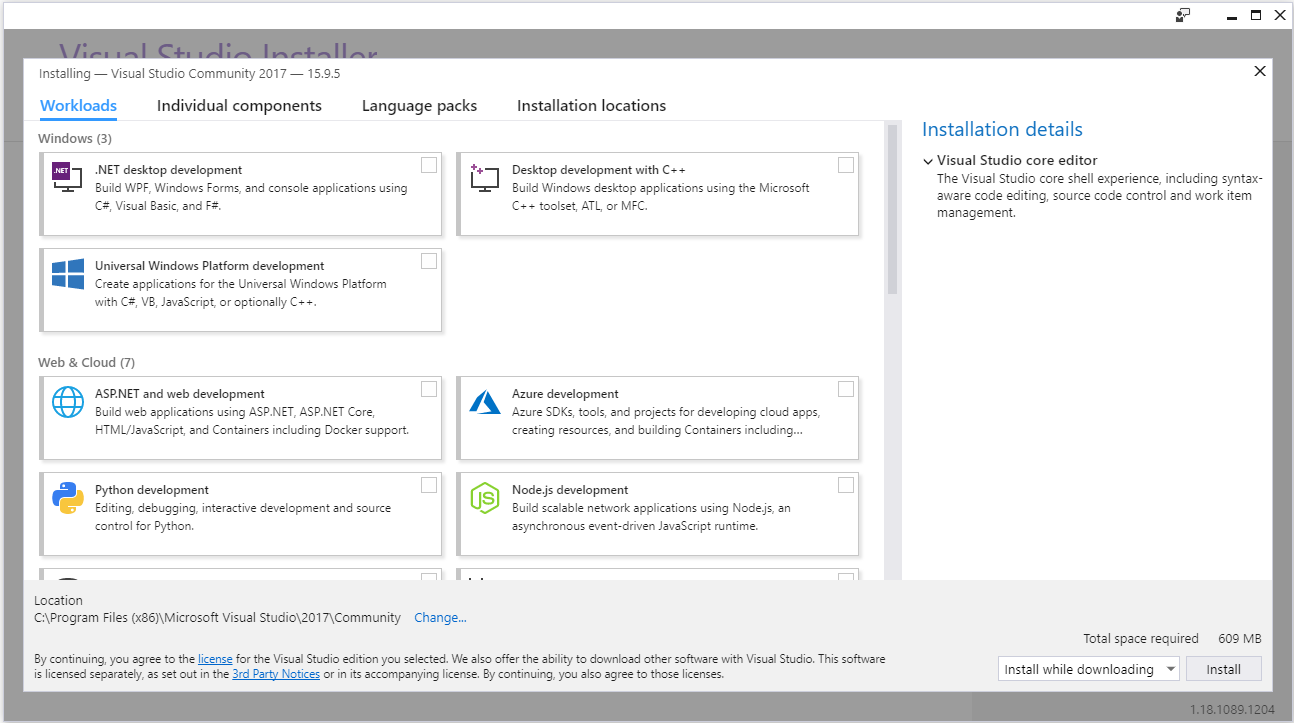 Visual Studio Installer
Installing — Visual Studio Community 2017 — 15.9.5
Workloads
Individual components
Language packs
Installation locations
Windows (3)
.NET
.NET desktop development
Build WPF, Windows Forms, and console applications using
C#, Visual Basic, and F#.
Desktop development with C++
Build Windows desktop applications using the Microsoft
C++ toolset, ATL, or MFC.
Universal Windows Platform development
Create applications for the Universal Windows Platform
with C#, VB, JavaScript, or optionally C++.
Web & Cloud (7)
ASP.NET and web development
Build web applications using ASP.NET, ASP.NET Core,
HTML/JavaScript, and Containers including Docker support.
Azure development
Azure SDKs, tools, and projects for developing cloud apps,
creating resources, and building Containers including...
Python development
Editing, debugging, interactive development and source
control for Python.
JS
Node.js development
Build scalable network applications using Node.js, an
asynchronous event-driven JavaScript runtime.
Installation details
Visual Studio core editor
The Visual Studio core shell experience, including syntax-
aware code editing, source code control and work item
management.
Location
C:\Program Files (x86)\Microsoft Visual Studio\2017\Community Change...
Total space required 609 MB
By continuing, you agree to the license for the Visual Studio edition you selected. We also offer the ability to download other software with Visual Studio. This software
is licensed separately, as set out in the 3rd Party Notices or in its accompanying license. By continuing, you also agree to those licenses.
Install while downloading
Install
1.18.1089.1204